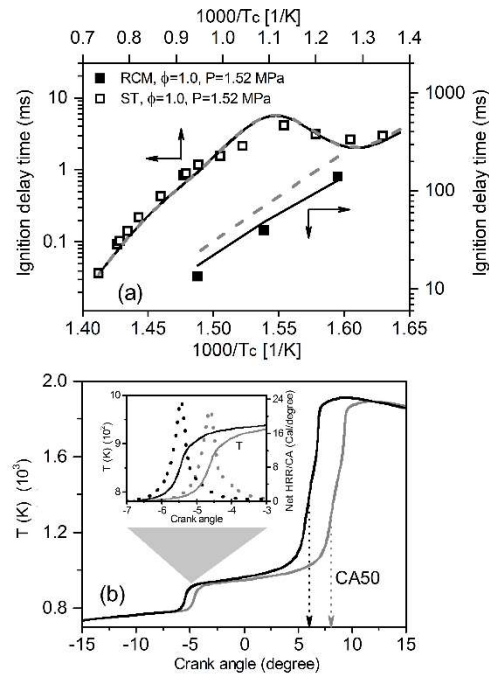 1000/Tc [1/K]
0.7 0.8 0.9 1.0 1.1 1.2 1.3 1.4
RCM, ϕ=1.0, P=1.52 MPa
ST, ϕ=1.0, P=1.52 MPa
Ignition delay time (ms)
10
1
0.1
Ignition delay time (ms)
1000
100
10
(a)
1.40 1.45 1.50 1.55 1.60 1.65
1000/Tc [1/K]
T (K) (10³)
2.0
1.6
1.2
0.8
T (K) (10²)
10
9
8
Net HRR/CA (Cal/degree)
24
16
8
0
T
-7 -6 -5 -4 -3
Crank angle
(b)
CA50
-15 -10 -5 0 5 10 15
Crank angle (degree)